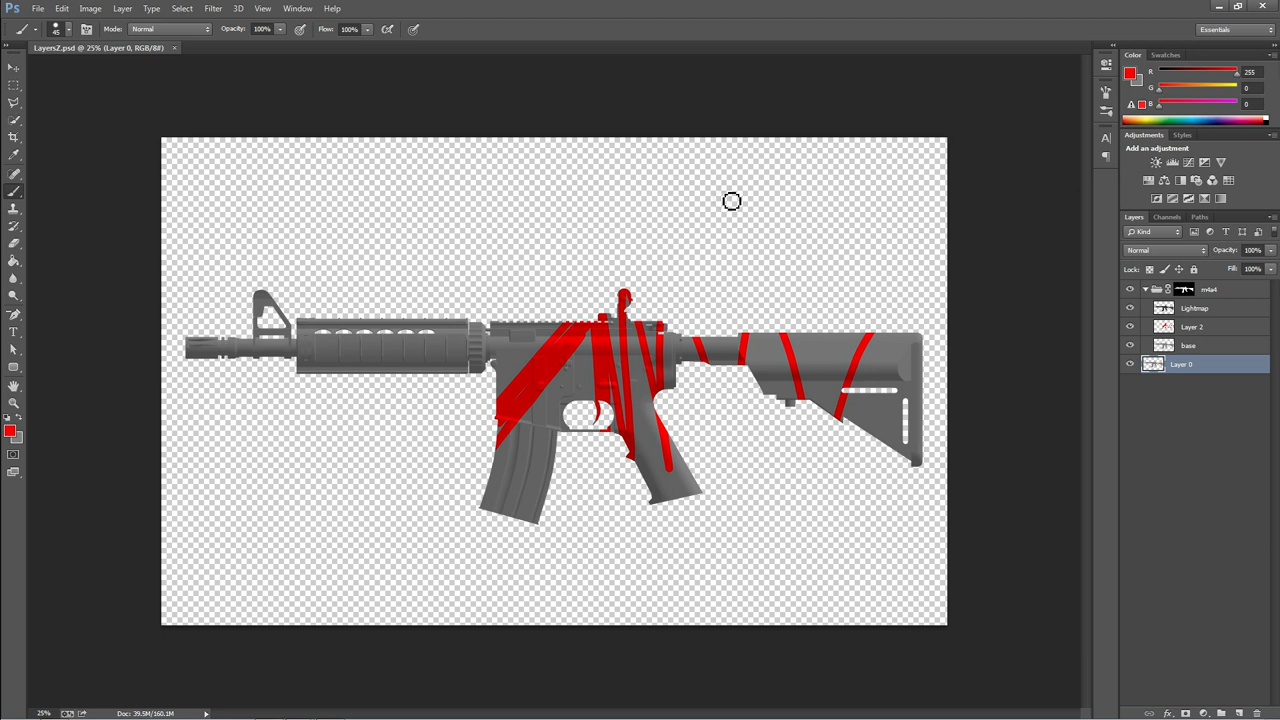 Ps File Edit Image Layer Type Select Filter 3D View Window Help
45 Mode: Normal Opacity: 100% Flow: 100% Essentials
LayersZ.psd @ 25% (Layer 0, RGB/8#) ×
Color Swatches
R 255
G 0
B 0
Adjustments Styles
Add an adjustment
Layers Channels Paths
Kind
Normal Opacity: 100%
Lock: Fill: 100%
m4a4
Lightmap
Layer 2
base
Layer 0
25% Doc: 39.5M/160.1M